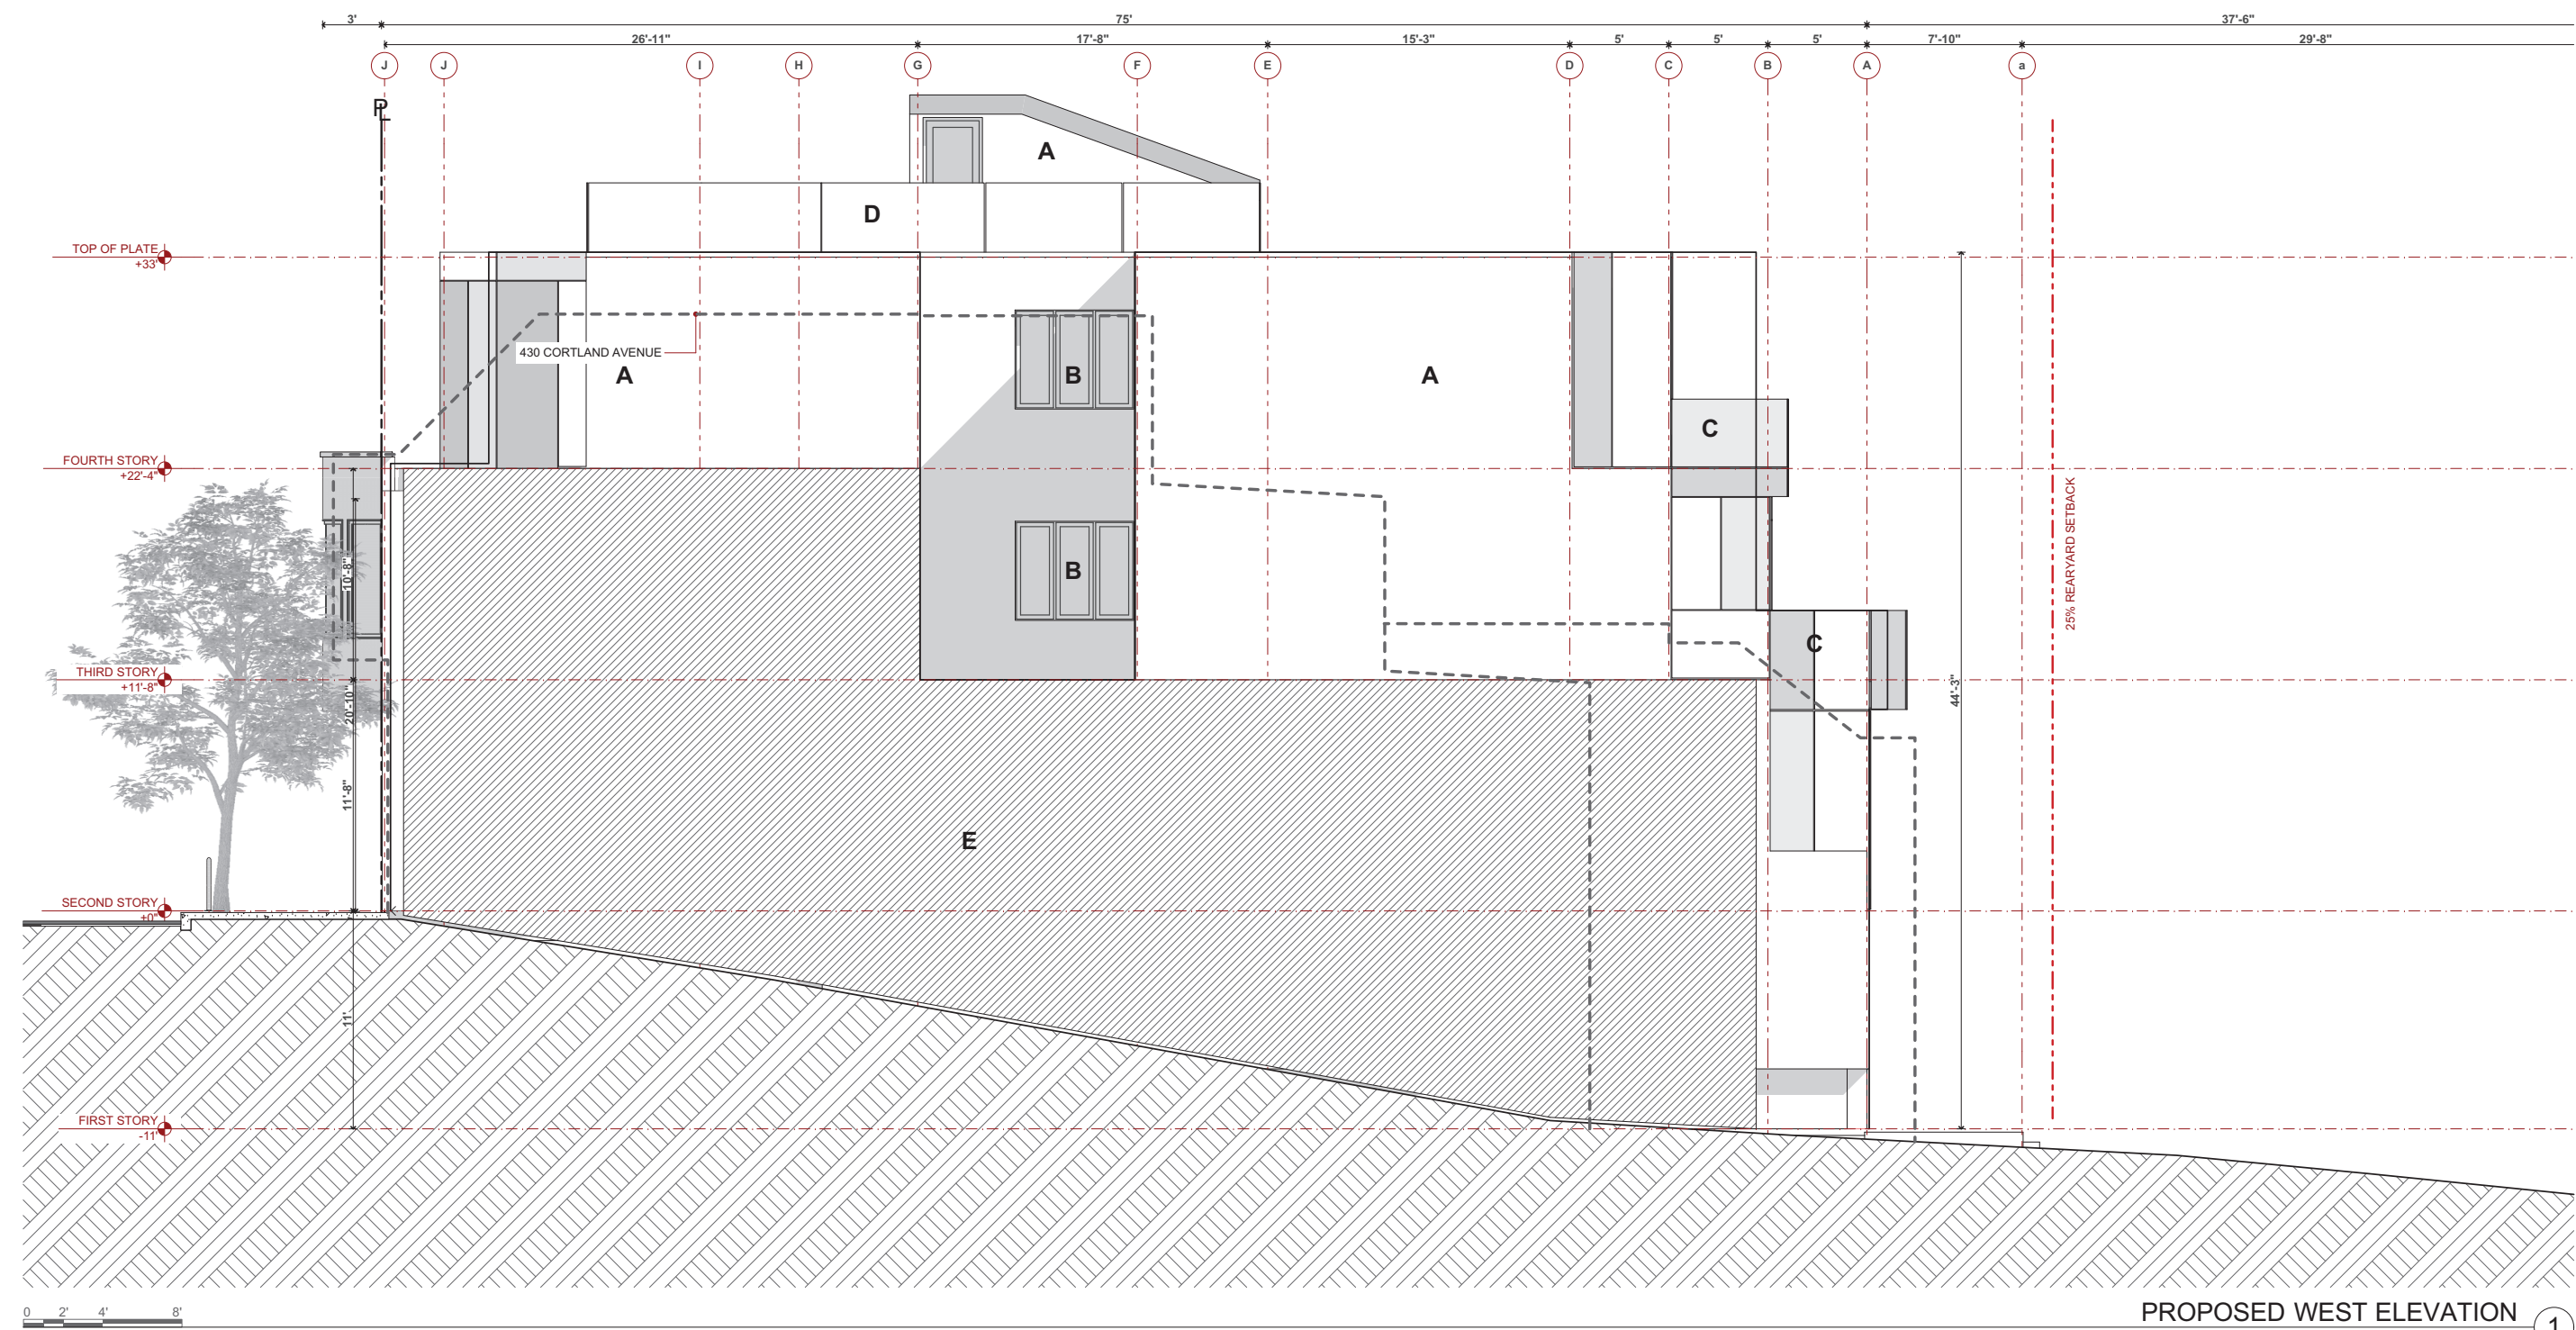 3' 75' 37'-6"
26'-11" 17'-8" 15'-3" 5' 5' 5' 7'-10" 29'-8"
J J I H G F E D C B A a
PL
A
D
TOP OF PLATE
+33'
430 CORTLAND AVENUE
A B A
C
FOURTH STORY
+22'-4"
25% REARYARD SETBACK
10'-8"
B
C
THIRD STORY
+11'-8"
20'-10"
44'-3"
11'-8"
E
SECOND STORY
+0"
11'
FIRST STORY
-11'
0 2' 4' 8'
PROPOSED WEST ELEVATION 1